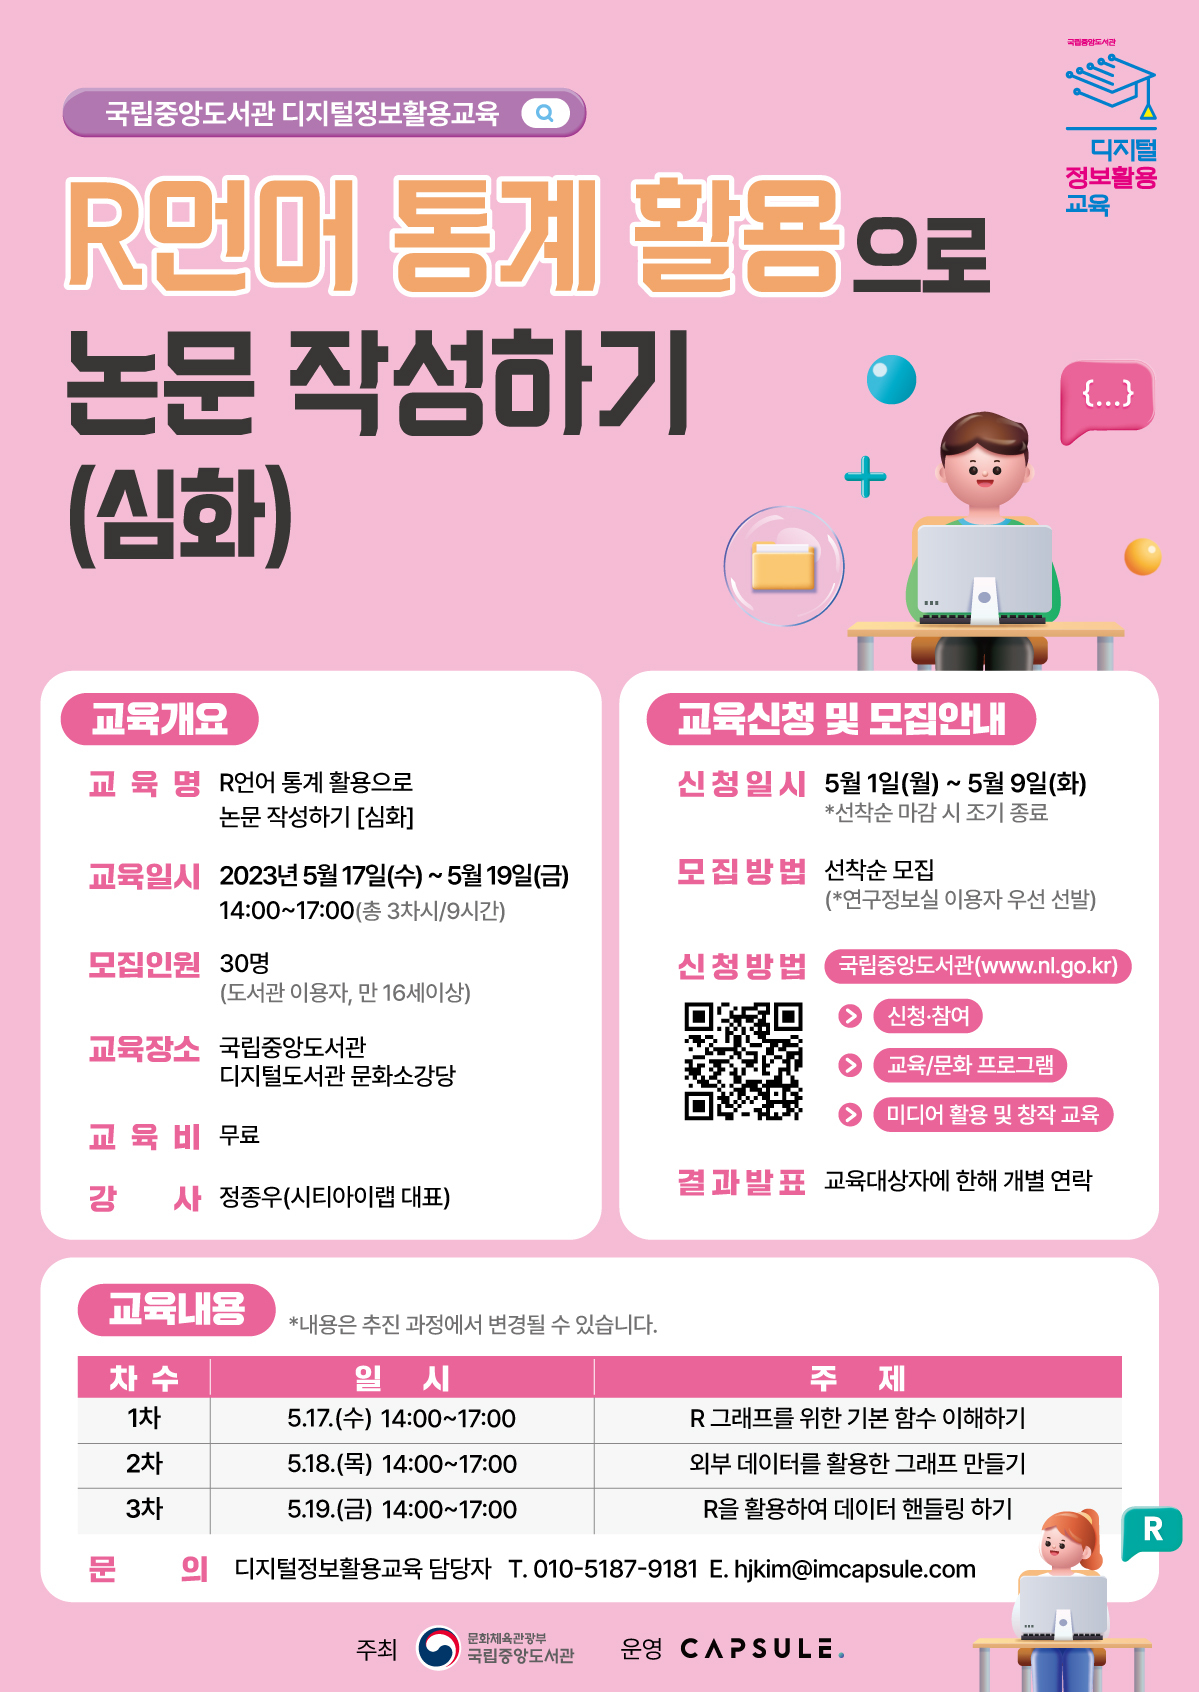 국립중앙도서관
디지털
정보활용
교육
국립중앙도서관 디지털정보활용교육
R언어 통계 활용으로
논문 작성하기
(심화)
{...}
교육개요
교 육 명 R언어 통계 활용으로
논문 작성하기 [심화]
교육일시 2023년 5월 17일(수) ~ 5월 19일(금)
14:00~17:00(총 3차시/9시간)
모집인원 30명
(도서관 이용자, 만 16세이상)
교육장소 국립중앙도서관
디지털도서관 문화소강당
교 육 비 무료
강 사 정종우(시티아이랩 대표)
교육신청 및 모집안내
신청일시 5월 1일(월) ~ 5월 9일(화)
*선착순 마감 시 조기 종료
모집방법 선착순 모집
(*연구정보실 이용자 우선 선발)
신청방법 국립중앙도서관(www.nl.go.kr)
신청·참여
교육/문화 프로그램
미디어 활용 및 창작 교육
결과발표 교육대상자에 한해 개별 연락
교육내용 *내용은 추진 과정에서 변경될 수 있습니다.
차 수 일 시 주 제
1차 5.17.(수) 14:00~17:00 R 그래프를 위한 기본 함수 이해하기
2차 5.18.(목) 14:00~17:00 외부 데이터를 활용한 그래프 만들기
3차 5.19.(금) 14:00~17:00 R을 활용하여 데이터 핸들링 하기
R
문 의 디지털정보활용교육 담당자 T. 010-5187-9181 E. hjkim@imcapsule.com
주최 문화체육관광부
국립중앙도서관
운영 CAPSULE.